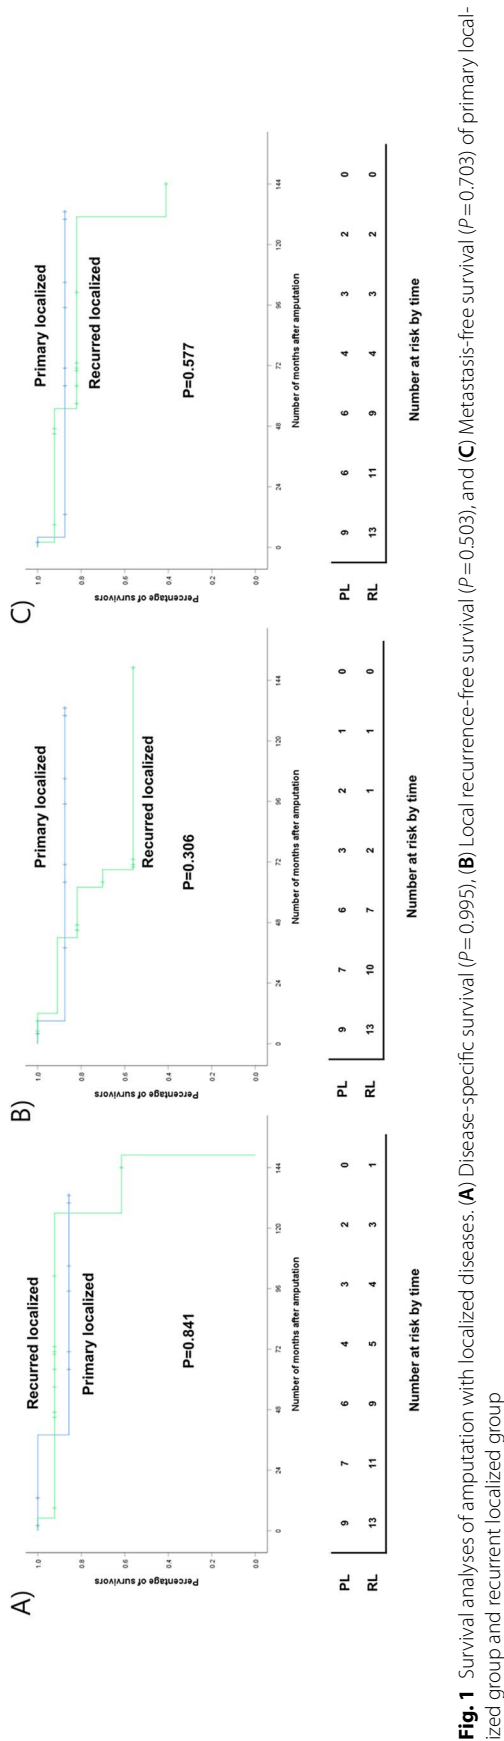 A)
Percentage of survivors
1.0
0.8
0.6
0.4
0.2
0.0
Recurred localized
Primary localized
P=0.841
0 24 48 72 96 120 144
Number of months after amputation
PL 9 7 6 4 3 2 0
RL 13 11 9 5 4 3 1
Number at risk by time
B)
Percentage of survivors
1.0
0.8
0.6
0.4
0.2
0.0
Primary localized
Recurred localized
P=0.306
0 24 48 72 96 120 144
Number of months after amputation
PL 9 7 6 3 2 1 0
RL 13 10 7 2 1 1 0
Number at risk by time
C)
Percentage of survivors
1.0
0.8
0.6
0.4
0.2
0.0
Primary localized
Recurred localized
P=0.577
0 24 48 72 96 120 144
Number of months after amputation
PL 9 6 6 4 3 2 0
RL 13 11 9 4 3 2 0
Number at risk by time
Fig. 1 Survival analyses of amputation with localized diseases. (A) Disease-specific survival (P=0.995), (B) Local recurrence-free survival (P=0.503), and (C) Metastasis-free survival (P=0.703) of primary local-
ized group and recurrent localized group